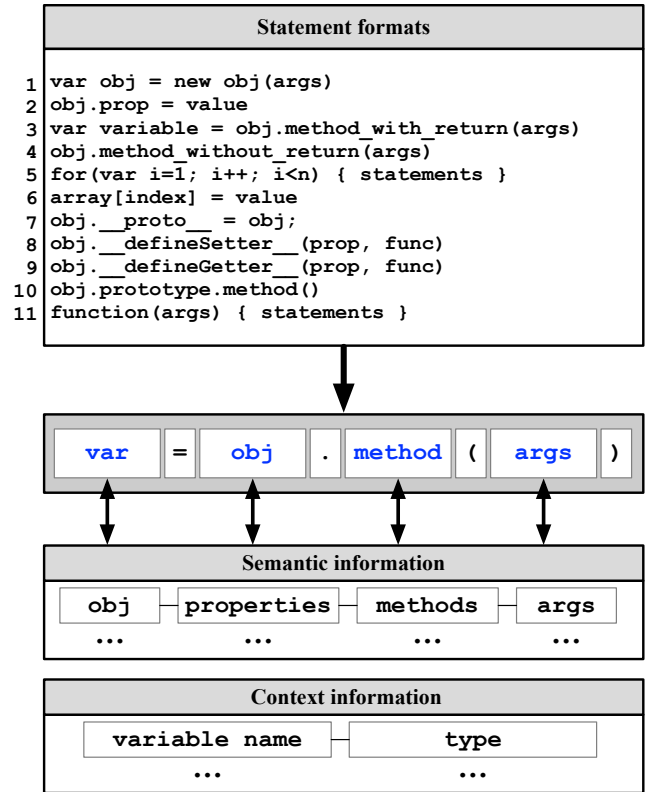 Statement formats
1 var obj = new obj(args)
2 obj.prop = value
3 var variable = obj.method_with_return(args)
4 obj.method_without_return(args)
5 for(var i=1; i++; i<n) { statements }
6 array[index] = value
7 obj.__proto__ = obj;
8 obj.__defineSetter__(prop, func)
9 obj.__defineGetter__(prop, func)
10 obj.prototype.method()
11 function(args) { statements }
var = obj . method ( args )
Semantic information
obj properties methods args
... ... ... ...
Context information
variable name type
... ...